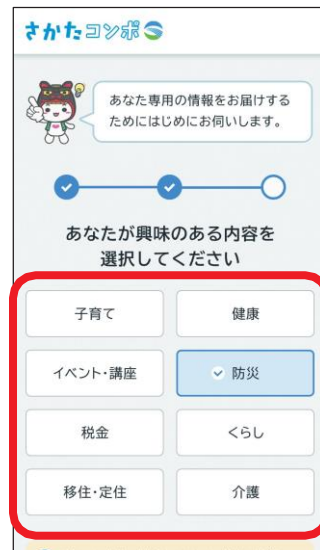 さかたコンポ
あなた専用の情報をお届けする
ためにはじめにお伺いします。
あなたが興味のある内容を
選択してください
子育て
健康
イベント・講座
防災
税金
くらし
移住・定住
介護